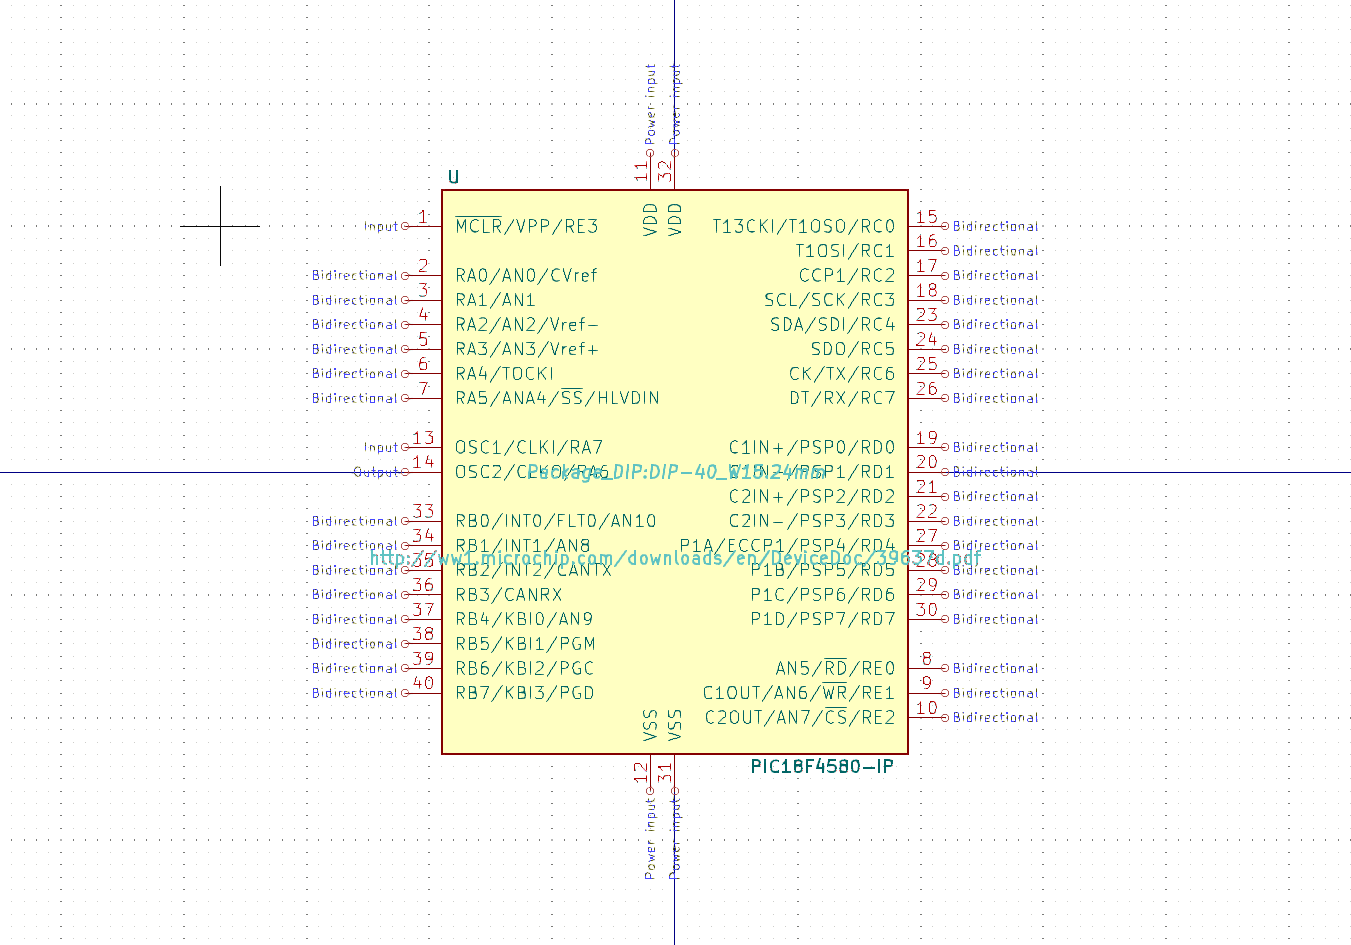 Power input
Power input
11
32
U
VDD
VDD
Input 1 MCLR/VPP/RE3
T13CKI/T1OSO/RC0 15 Bidirectional
T1OSI/RC1 16 Bidirectional
Bidirectional 2 RA0/AN0/CVref
CCP1/RC2 17 Bidirectional
Bidirectional 3 RA1/AN1
SCL/SCK/RC3 18 Bidirectional
Bidirectional 4 RA2/AN2/Vref-
SDA/SDI/RC4 23 Bidirectional
Bidirectional 5 RA3/AN3/Vref+
SDO/RC5 24 Bidirectional
Bidirectional 6 RA4/TOCKI
CK/TX/RC6 25 Bidirectional
Bidirectional 7 RA5/ANA4/SS/HLVDIN
DT/RX/RC7 26 Bidirectional
Input 13 OSC1/CLKI/RA7
C1IN+/PSP0/RD0 19 Bidirectional
Output 14 OSC2/CLKO/RA6
Package_DIP:DIP-40_W18.24mm
C1IN-/PSP1/RD1 20 Bidirectional
C2IN+/PSP2/RD2 21 Bidirectional
Bidirectional 33 RB0/INT0/FLT0/AN10
C2IN-/PSP3/RD3 22 Bidirectional
Bidirectional 34 RB1/INT1/AN8
P1A/ECCP1/PSP4/RD4 27 Bidirectional
http://ww1.microchip.com/downloads/en/DeviceDoc/39637d.pdf
Bidirectional 35 RB2/INT2/CANTX
P1B/PSP5/RD5 28 Bidirectional
Bidirectional 36 RB3/CANRX
P1C/PSP6/RD6 29 Bidirectional
Bidirectional 37 RB4/KBI0/AN9
P1D/PSP7/RD7 30 Bidirectional
Bidirectional 38 RB5/KBI1/PGM
Bidirectional 39 RB6/KBI2/PGC
AN5/RD/RE0 8 Bidirectional
Bidirectional 40 RB7/KBI3/PGD
C1OUT/AN6/WR/RE1 9 Bidirectional
C2OUT/AN7/CS/RE2 10 Bidirectional
VSS
VSS
PIC18F4580-IP
12
31
Power input
Power input